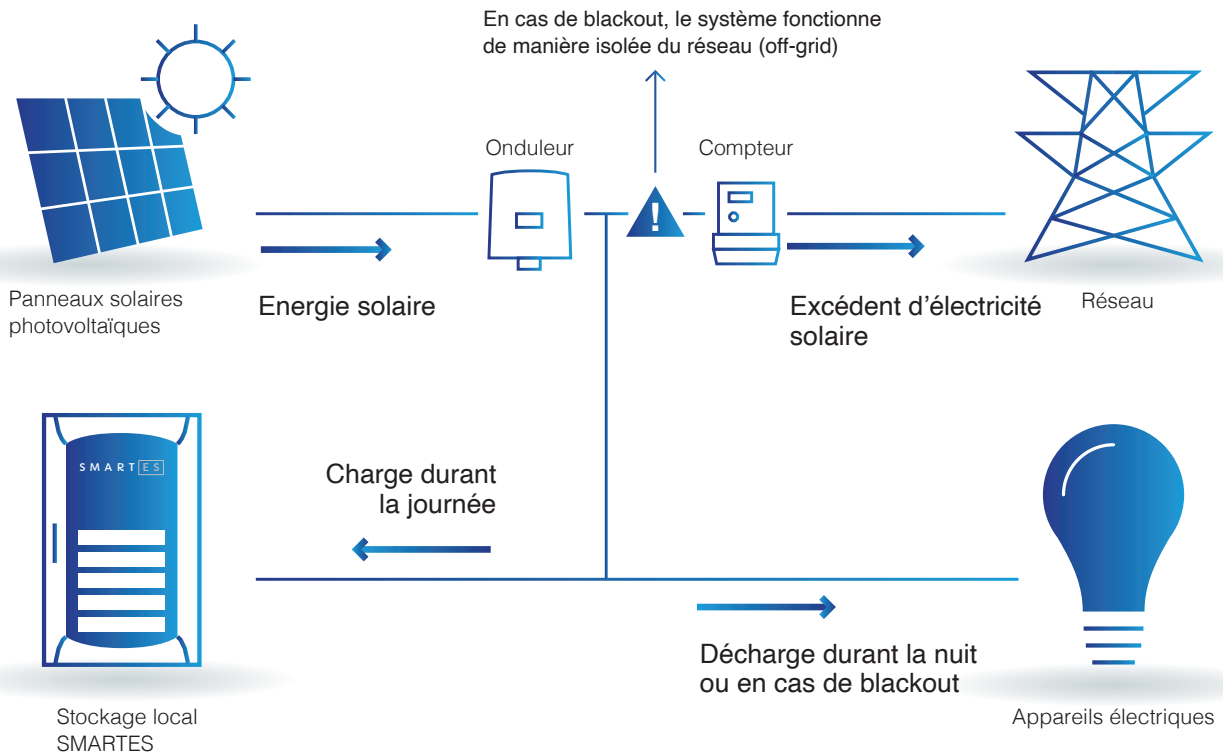 En cas de blackout, le système fonctionne
de manière isolée du réseau (off-grid)
Onduleur
Compteur
Panneaux solaires
photovoltaïques
Energie solaire
Excédent d’électricité
solaire
Réseau
SMARTES
Charge durant
la journée
Décharge durant la nuit
ou en cas de blackout
Stockage local
SMARTES
Appareils électriques